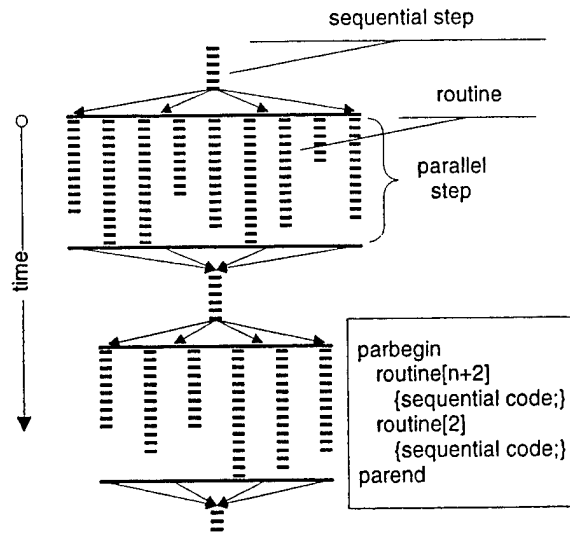 sequential step
routine
parallel
step
time
parbegin
routine[n+2]
{sequential code;}
routine[2]
{sequential code;}
parend